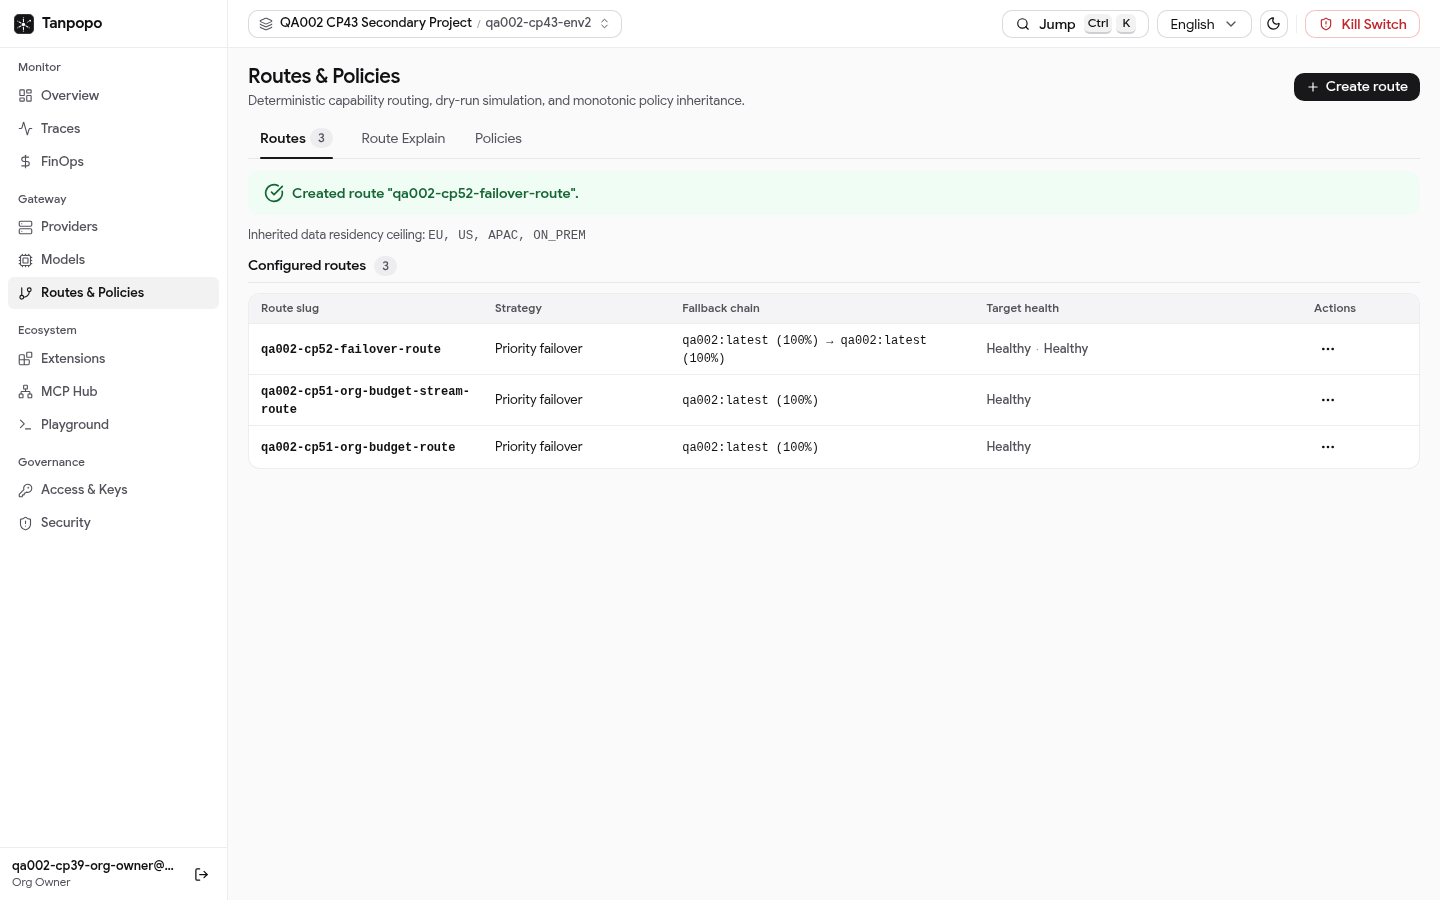 Tanpopo
QA002 CP43 Secondary Project / qa002-cp43-env2
Jump Ctrl K
English
Kill Switch
Monitor
Overview
Traces
FinOps
Gateway
Providers
Models
Routes & Policies
Ecosystem
Extensions
MCP Hub
Playground
Governance
Access & Keys
Security
qa002-cp39-org-owner@...
Org Owner
Routes & Policies
Deterministic capability routing, dry-run simulation, and monotonic policy inheritance.
+ Create route
Routes 3 Route Explain Policies
Created route "qa002-cp52-failover-route".
Inherited data residency ceiling: EU, US, APAC, ON_PREM
Configured routes 3
Route slug Strategy Fallback chain Target health Actions
qa002-cp52-failover-route Priority failover qa002:latest (100%) → qa002:latest
(100%) Healthy · Healthy ...
qa002-cp51-org-budget-stream-
route Priority failover qa002:latest (100%) Healthy ...
qa002-cp51-org-budget-route Priority failover qa002:latest (100%) Healthy ...